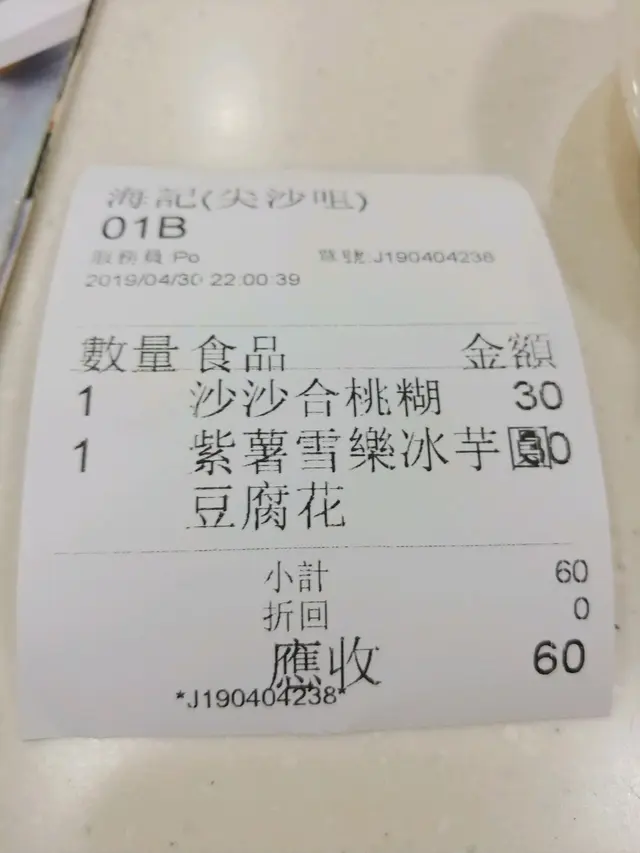 海記(尖沙咀)
01B
服務員 Po 單號:J190404238
2019/04/30 22:00:39
數量 食品 金額
1 沙沙合桃糊 30
1 紫薯雪樂冰芋圓 30
豆腐花
小計 60
折回 0
應收 60
*J190404238*